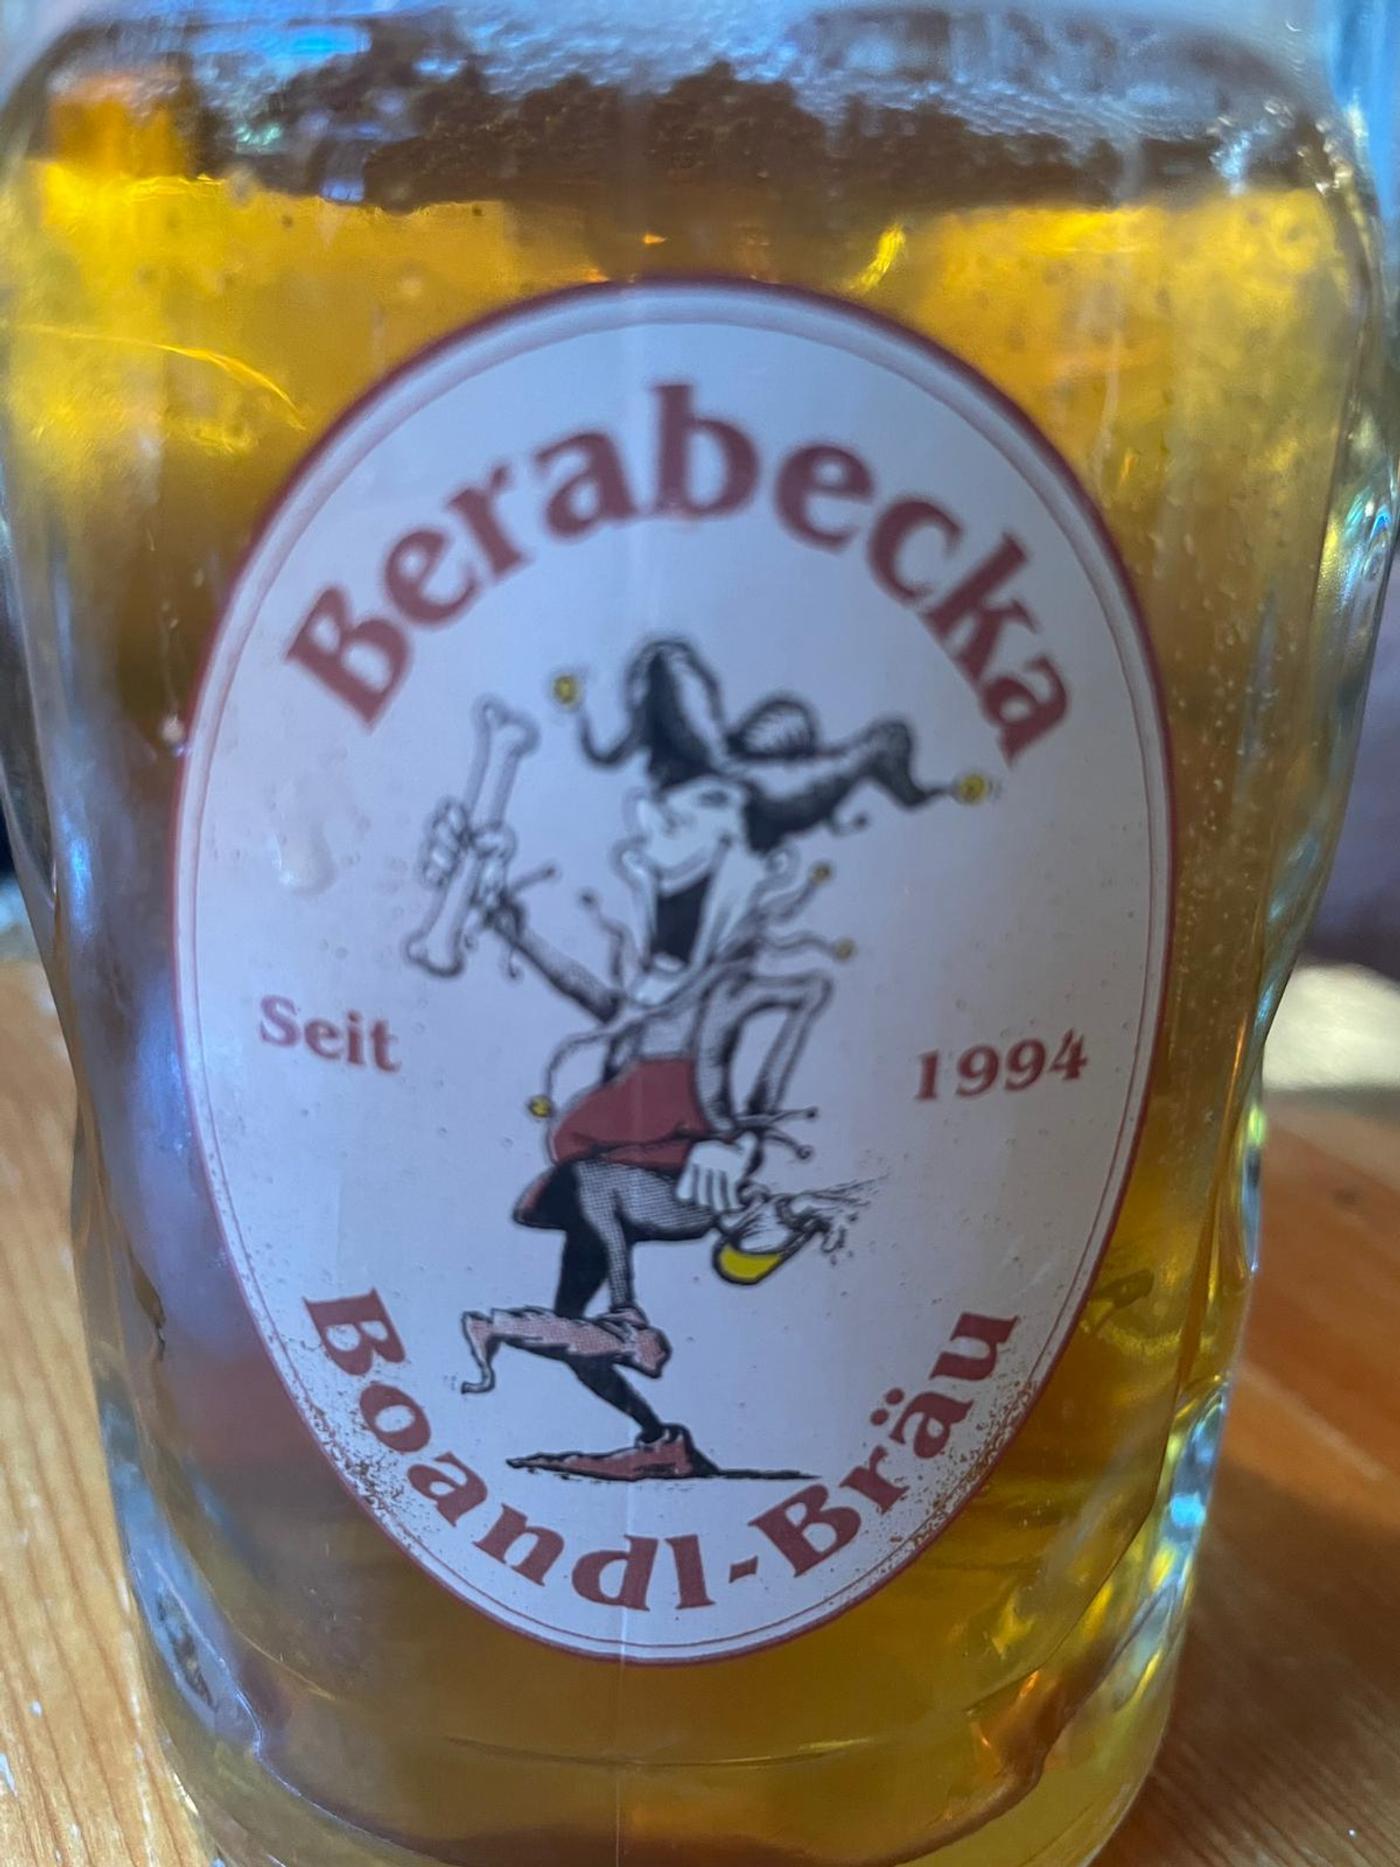 Berabecka
Seit 1994
Boandl-Bräu